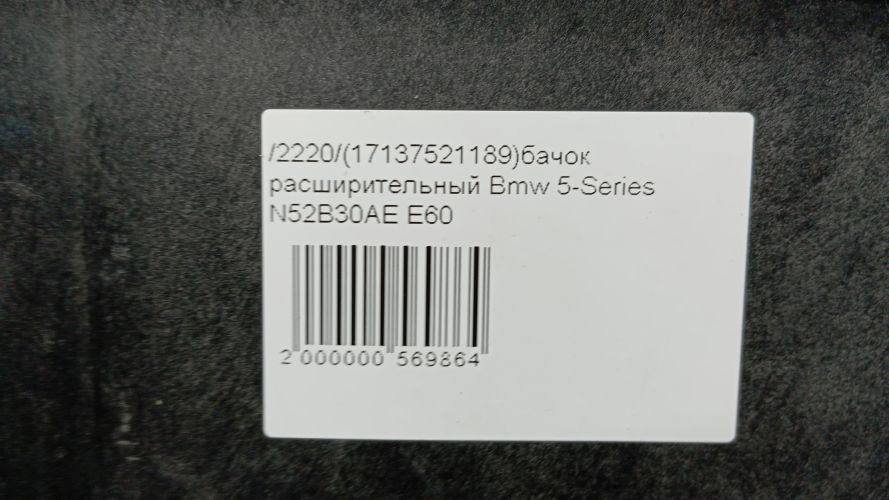 /2220/(17137521189)бачок
расширительный Bmw 5-Series
N52B30AE E60
2 000000 569864